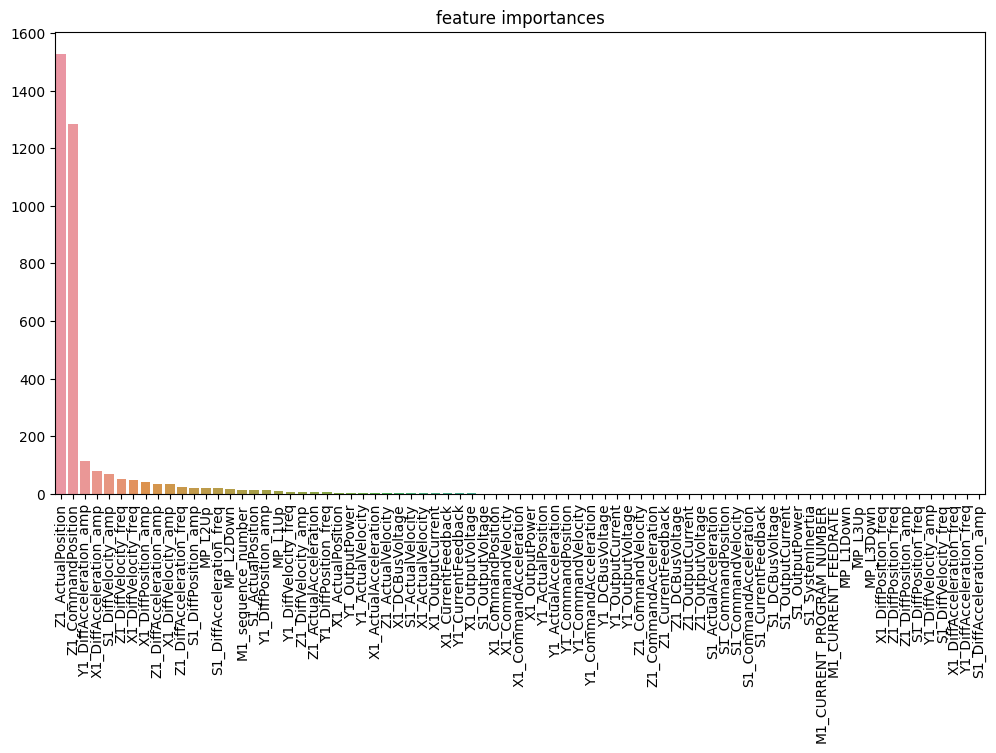 feature importances
1600
1400
1200
1000
800
600
400
200
0
Z1_ActualPosition
Z1_CommandPosition
Y1_DiffAcceleration_amp
X1_DiffAcceleration_amp
S1_DiffVelocity_amp
Z1_DiffVelocity_freq
X1_DiffVelocity_freq
X1_DiffPosition_amp
Z1_DiffAcceleration_amp
X1_DiffVelocity_amp
Z1_DiffAcceleration_freq
S1_DiffPosition_amp
MP_L2Up
S1_DiffAcceleration_freq
MP_L2Down
M1_sequence_number
S1_ActualPosition
Y1_DiffPosition_amp
MP_L1Up
Y1_DiffVelocity_freq
Z1_DiffVelocity_amp
Z1_ActualAcceleration
Y1_DiffPosition_freq
X1_ActualPosition
Y1_OutputPower
Y1_ActualVelocity
X1_ActualAcceleration
Z1_ActualVelocity
X1_DCBusVoltage
S1_ActualVelocity
X1_ActualVelocity
X1_OutputCurrent
X1_CurrentFeedback
Y1_CurrentFeedback
X1_OutputVoltage
S1_OutputVoltage
X1_CommandPosition
X1_CommandVelocity
X1_CommandAcceleration
X1_OutputPower
Y1_ActualPosition
Y1_ActualAcceleration
Y1_CommandPosition
Y1_CommandVelocity
Y1_CommandAcceleration
Y1_DCBusVoltage
Y1_OutputCurrent
Y1_OutputVoltage
Z1_CommandVelocity
Z1_CommandAcceleration
Z1_CurrentFeedback
Z1_DCBusVoltage
Z1_OutputCurrent
Z1_OutputVoltage
S1_ActualAcceleration
S1_CommandPosition
S1_CommandVelocity
S1_CommandAcceleration
S1_CurrentFeedback
S1_DCBusVoltage
S1_OutputCurrent
S1_OutputPower
S1_SystemInertia
M1_CURRENT_PROGRAM_NUMBER
M1_CURRENT_FEEDRATE
MP_L1Down
MP_L3Up
MP_L3Down
X1_DiffPosition_freq
Z1_DiffPosition_freq
Z1_DiffPosition_amp
S1_DiffPosition_freq
Y1_DiffVelocity_amp
S1_DiffVelocity_freq
X1_DiffAcceleration_freq
Y1_DiffAcceleration_freq
S1_DiffAcceleration_amp